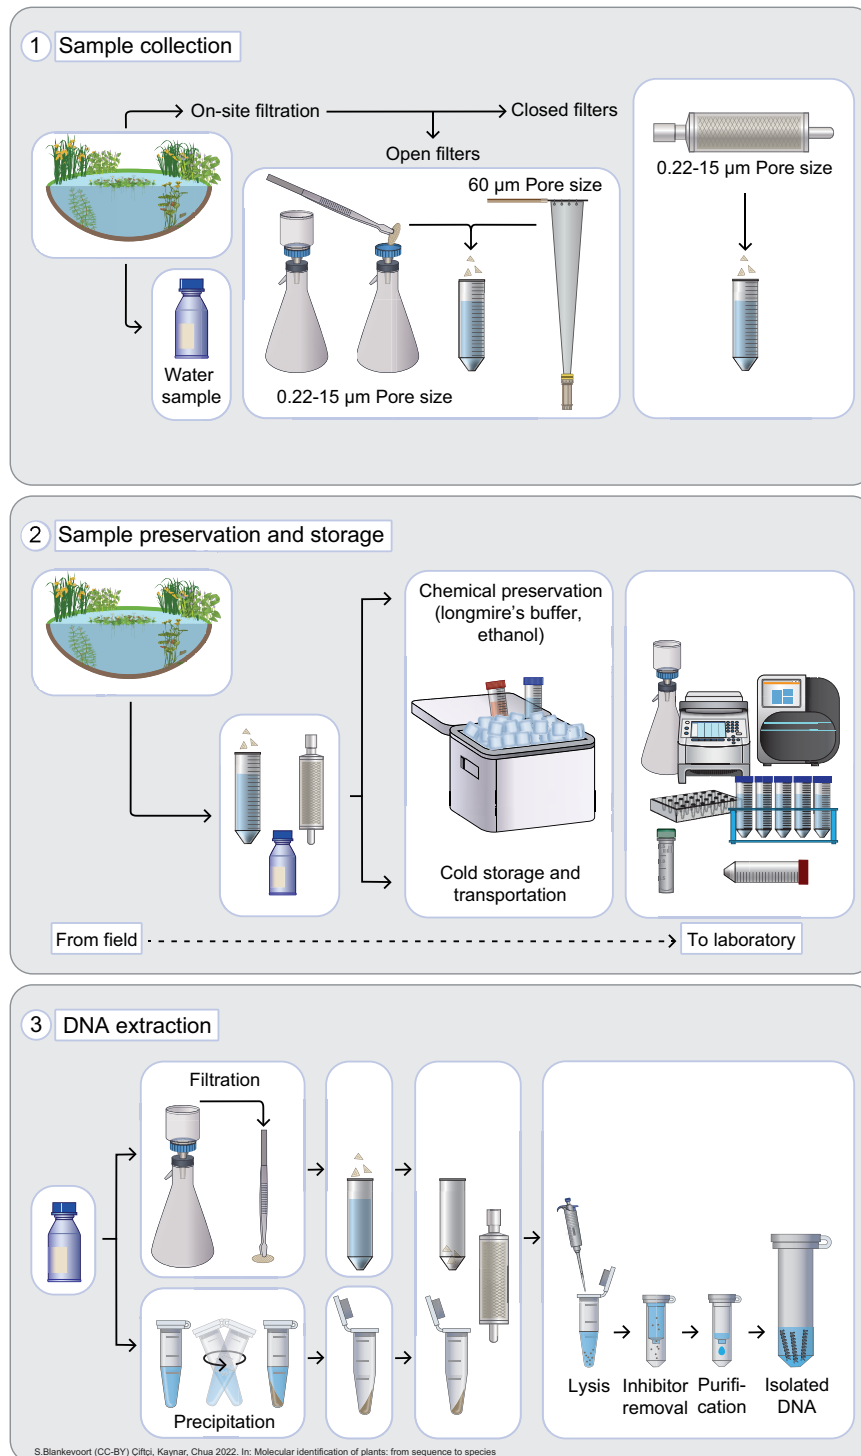 1 Sample collection
On-site filtration
Closed filters
Open filters
60 µm Pore size
0.22-15 µm Pore size
Water
sample
0.22-15 µm Pore size
2 Sample preservation and storage
Chemical preservation
(longmire's buffer,
ethanol)
Cold storage and
transportation
From field
To laboratory
3 DNA extraction
Filtration
Precipitation
Lysis
Inhibitor
removal
Purifi-
cation
Isolated
DNA
S.Blankevoort (CC-BY) Çiftçi, Kaynar, Chua 2022. In: Molecular identification of plants: from sequence to species